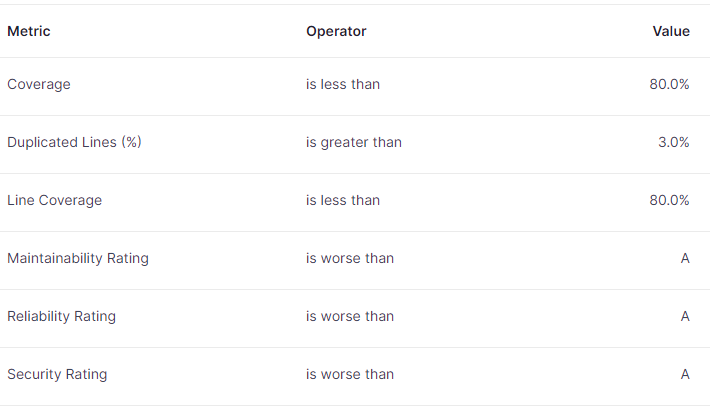 Metric Operator Value
Coverage is less than 80.0%
Duplicated Lines (%) is greater than 3.0%
Line Coverage is less than 80.0%
Maintainability Rating is worse than A
Reliability Rating is worse than A
Security Rating is worse than A